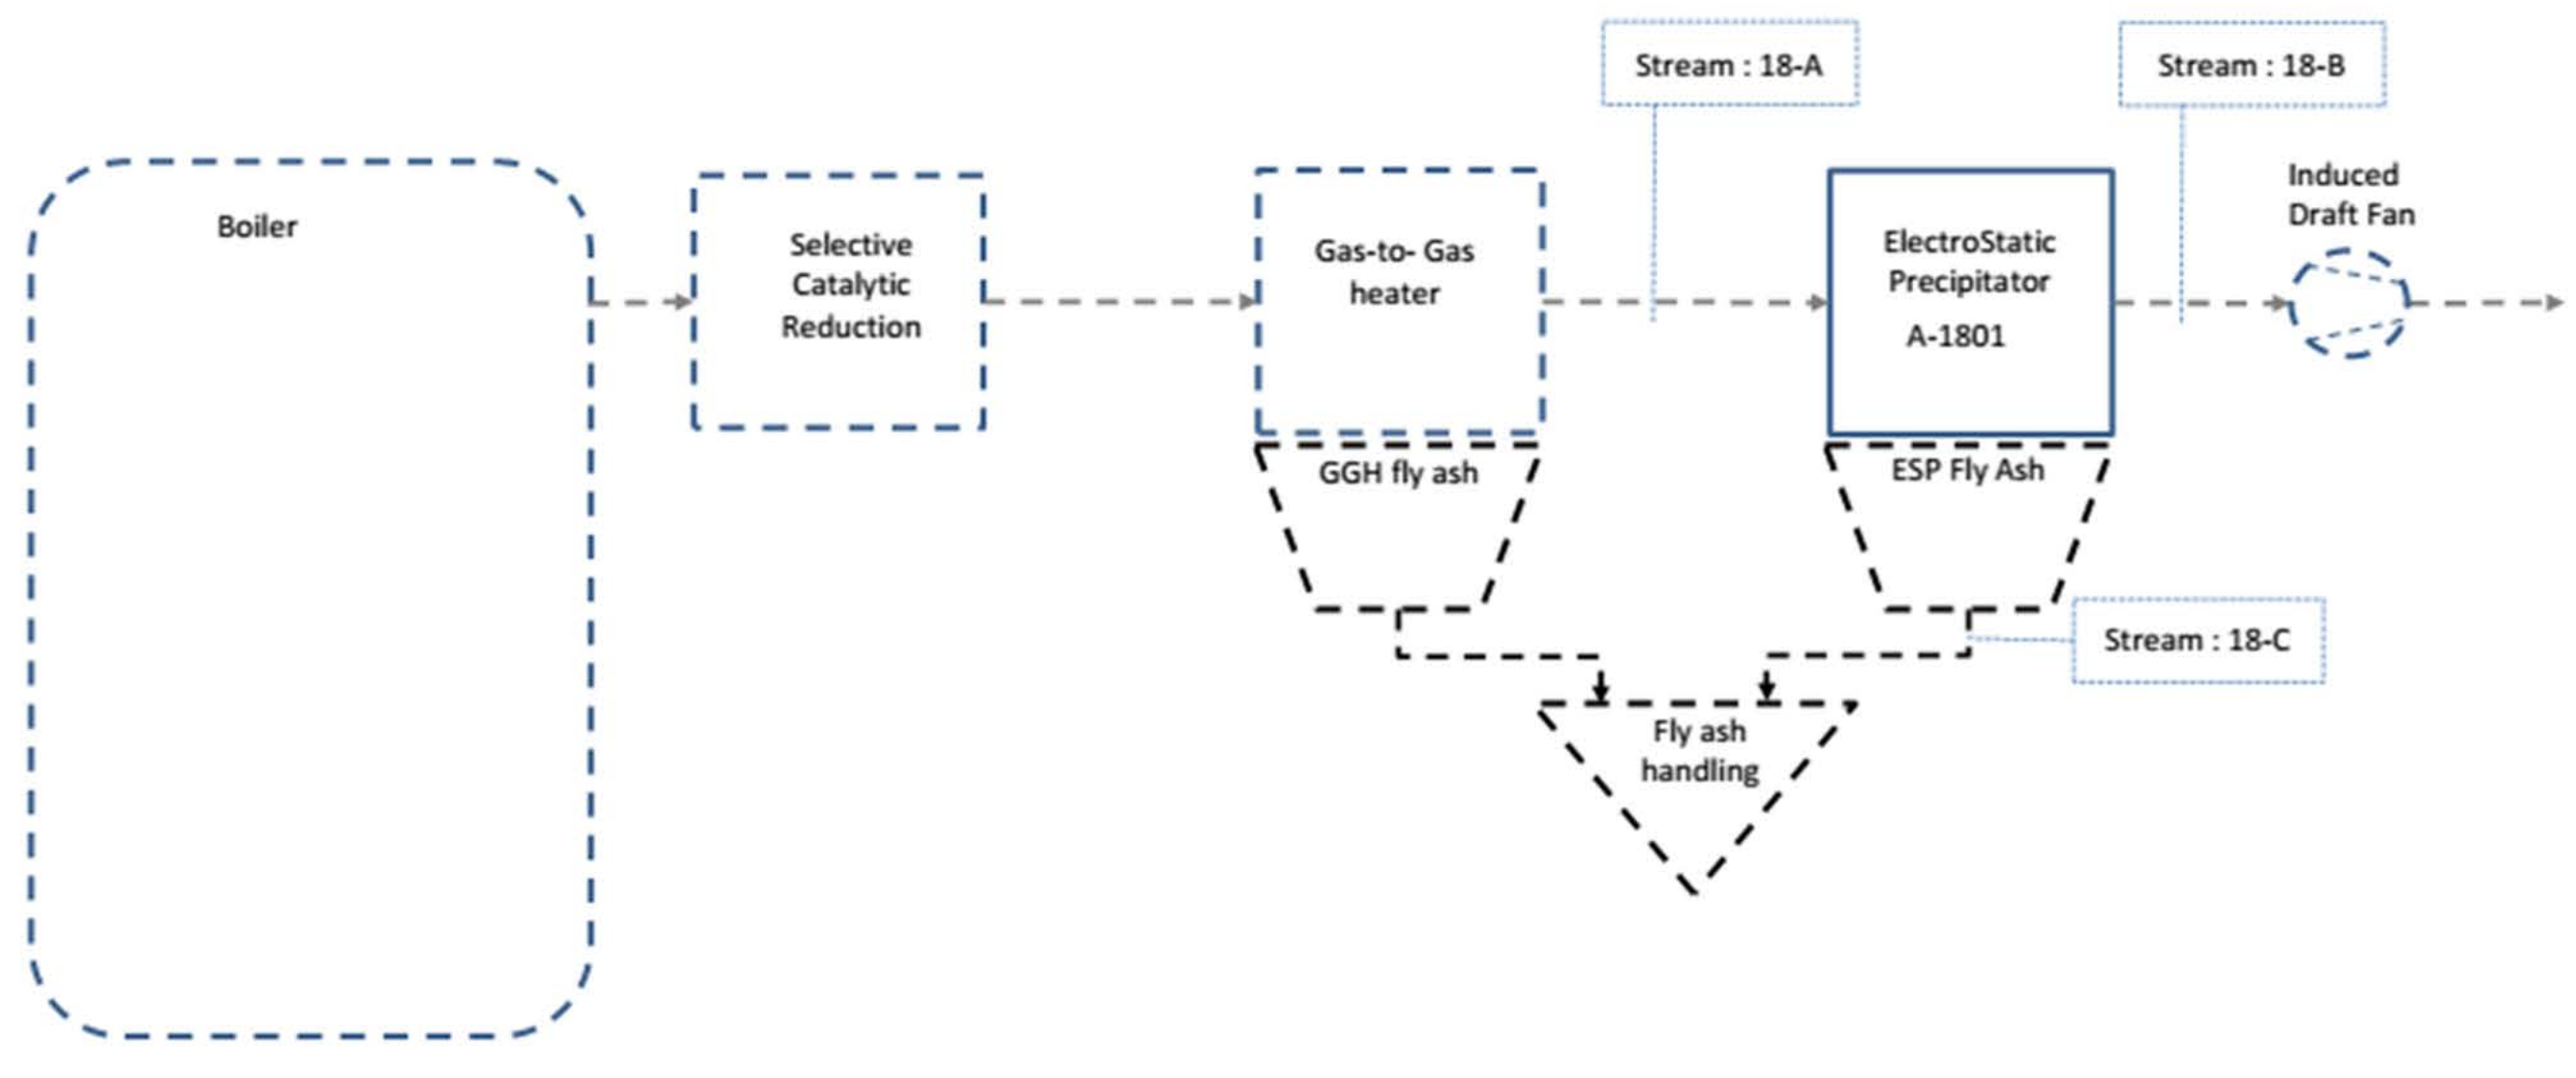 Stream : 18-A
Stream : 18-B
Induced
Draft Fan
Boiler
Selective
Catalytic
Reduction
Gas-to- Gas
heater
ElectroStatic
Precipitator
A-1801
GGH fly ash
ESP Fly Ash
Stream : 18-C
Fly ash
handling